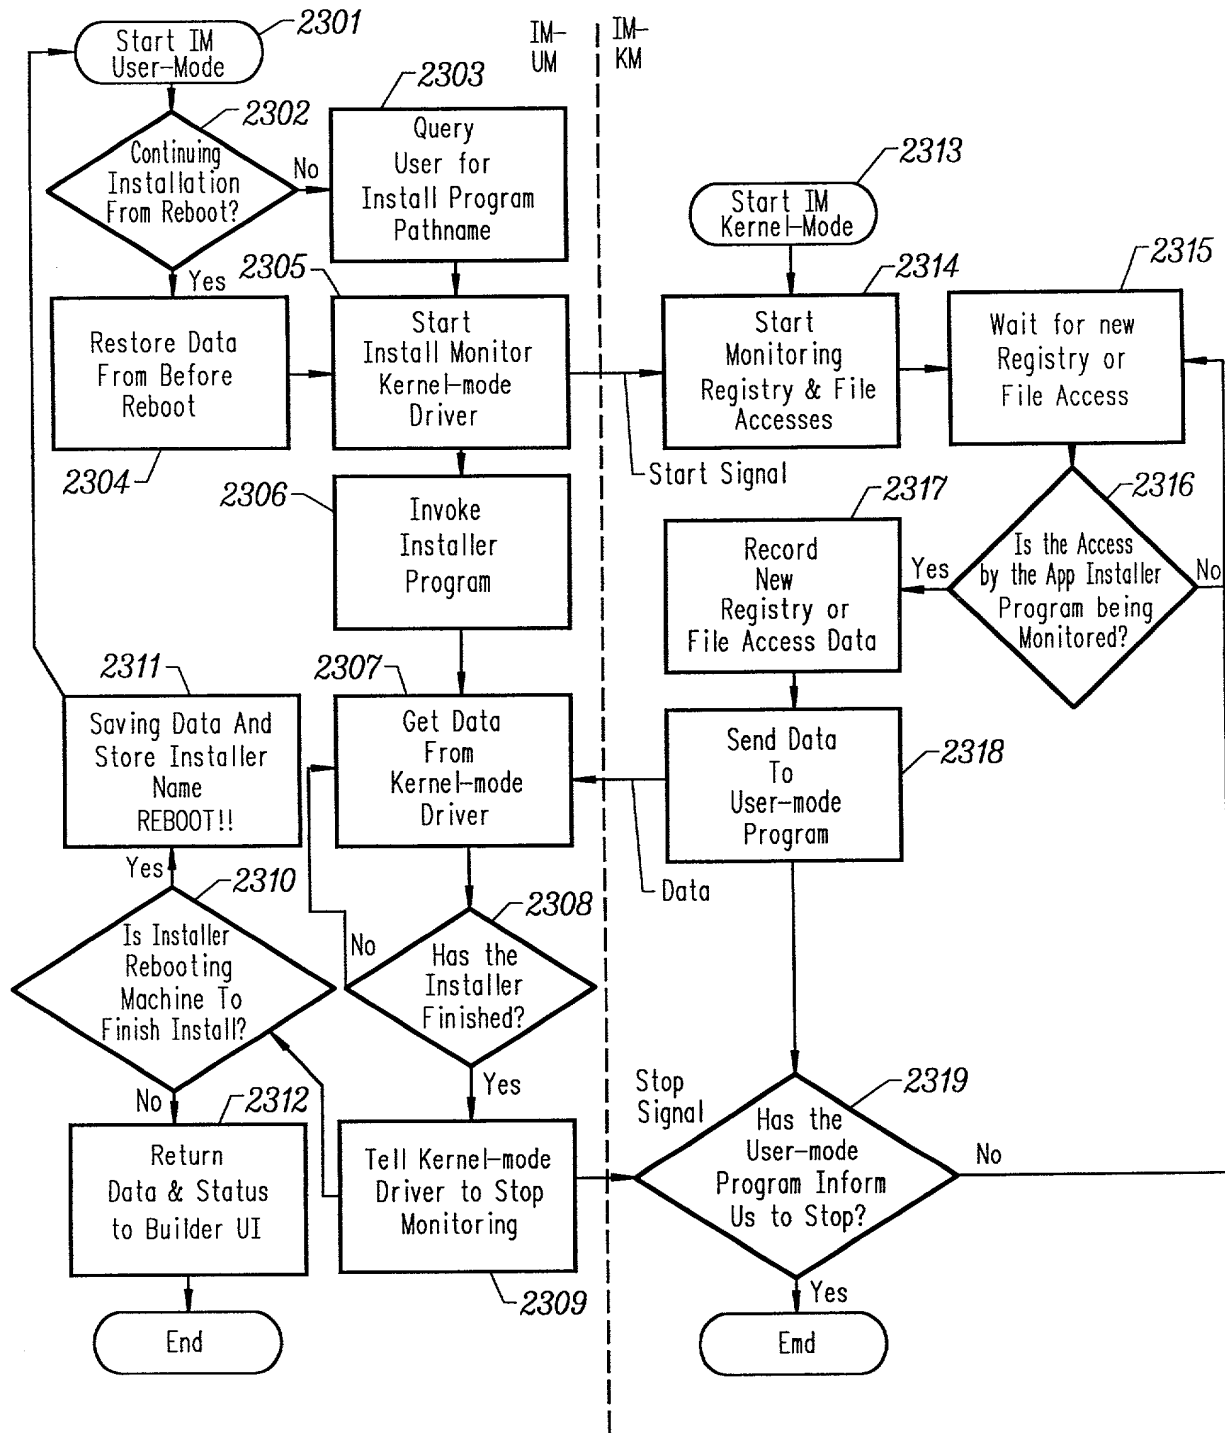 2301
Start IM
User-Mode
IM-
UM
IM-
KM
2302
Continuing
Installation
From Reboot?
No
Yes
2303
Query
User for
Install Program
Pathname
2304
Restore Data
From Before
Reboot
2305
Start
Install Monitor
Kernel-mode
Driver
Start Signal
2306
Invoke
Installer
Program
2307
Get Data
From
Kernel-mode
Driver
2308
Has the
Installer
Finished?
No
Yes
2309
Tell Kernel-mode
Driver to Stop
Monitoring
2310
Is Installer
Rebooting
Machine To
Finish Install?
Yes
No
2311
Saving Data And
Store Installer
Name
REBOOT!!
2312
Return
Data & Status
to Builder UI
End
2313
Start IM
Kernel-Mode
2314
Start
Monitoring
Registry & File
Accesses
2315
Wait for new
Registry or
File Access
2316
Is the Access
by the App Installer
Program being
Monitored?
Yes
No
2317
Record
New
Registry or
File Access Data
2318
Send Data
To
User-mode
Program
Data
Stop
Signal
2319
Has the
User-mode
Program Inform
Us to Stop?
No
Yes
Emd